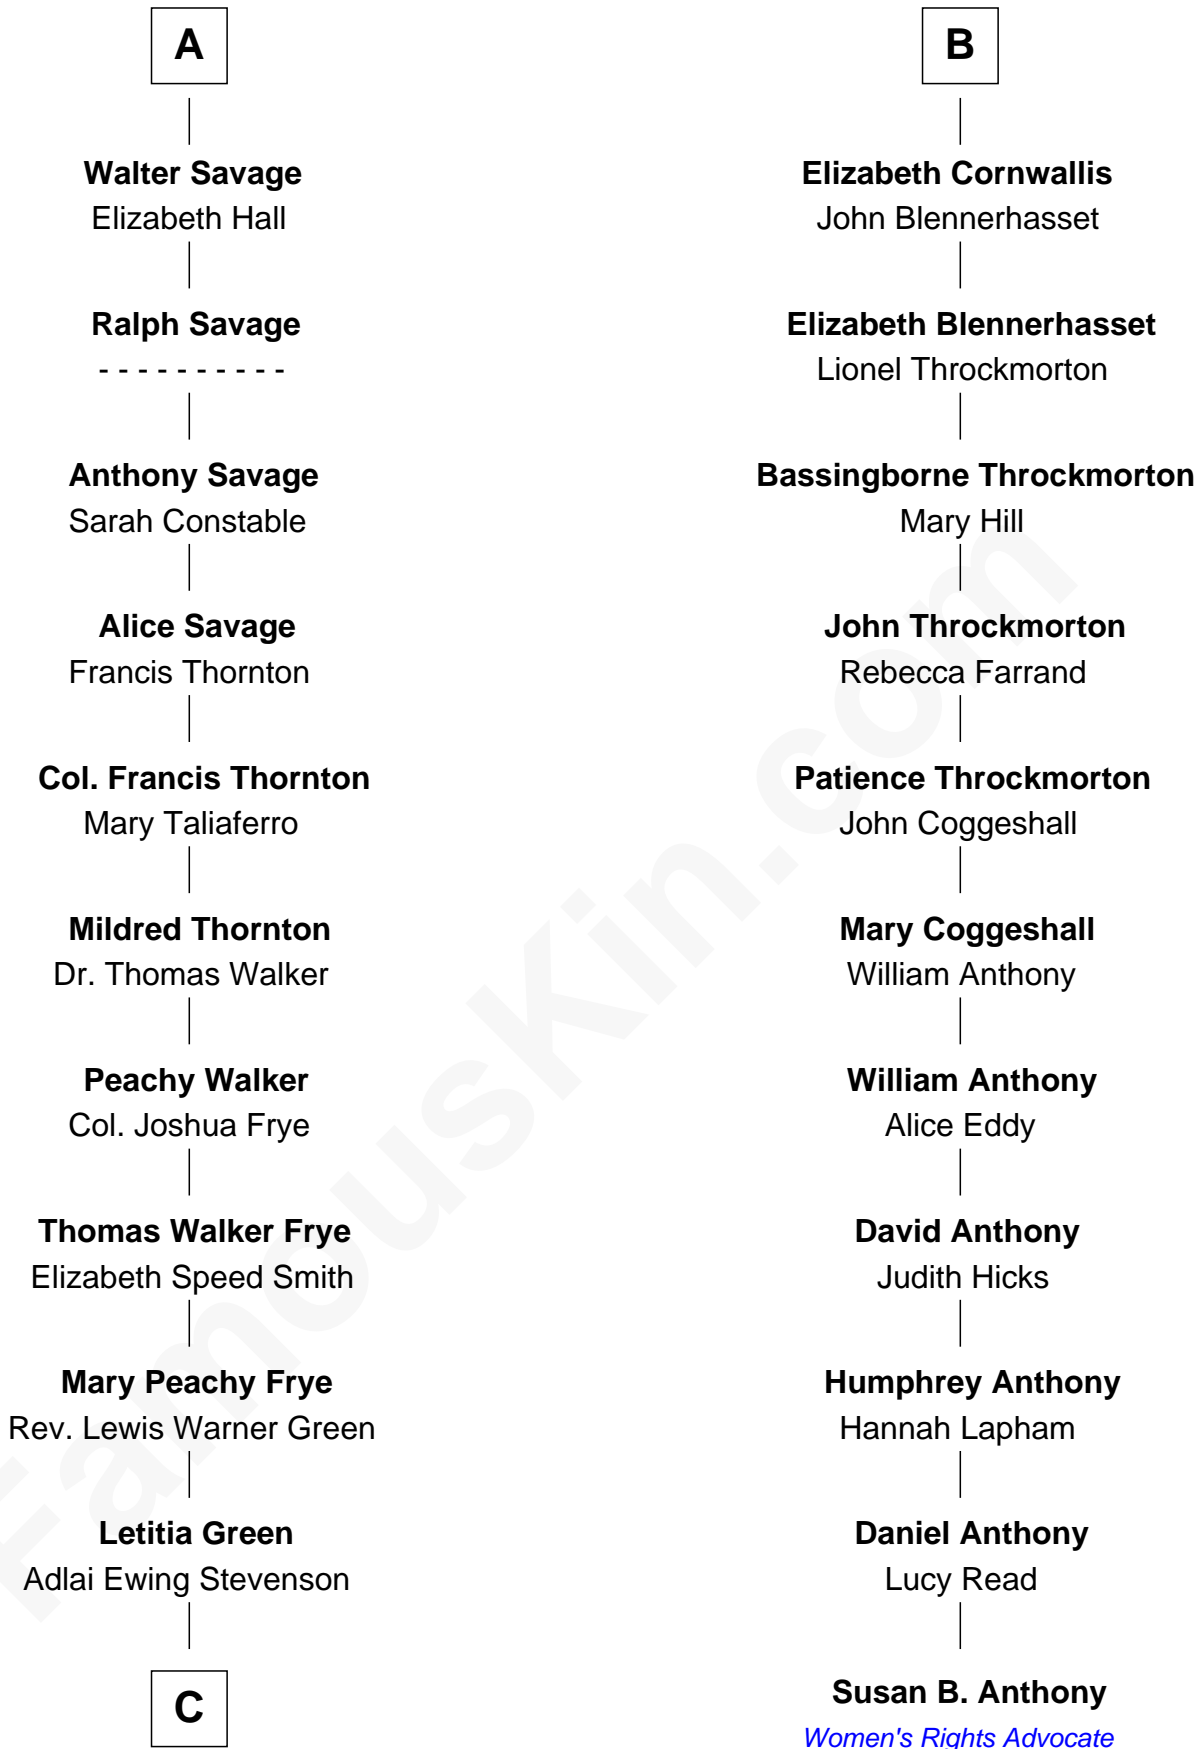 A
Walter Savage
Elizabeth Hall
Ralph Savage
- - - - - - - - - -
Anthony Savage
Sarah Constable
Alice Savage
Francis Thornton
Col. Francis Thornton
Mary Taliaferro
Mildred Thornton
Dr. Thomas Walker
Peachy Walker
Col. Joshua Frye
Thomas Walker Frye
Elizabeth Speed Smith
Mary Peachy Frye
Rev. Lewis Warner Green
Letitia Green
Adlai Ewing Stevenson
C
B
Elizabeth Cornwallis
John Blennerhasset
Elizabeth Blennerhasset
Lionel Throckmorton
Bassingborne Throckmorton
Mary Hill
John Throckmorton
Rebecca Farrand
Patience Throckmorton
John Coggeshall
Mary Coggeshall
William Anthony
William Anthony
Alice Eddy
David Anthony
Judith Hicks
Humphrey Anthony
Hannah Lapham
Daniel Anthony
Lucy Read
Susan B. Anthony
Women's Rights Advocate
FamousKin.com